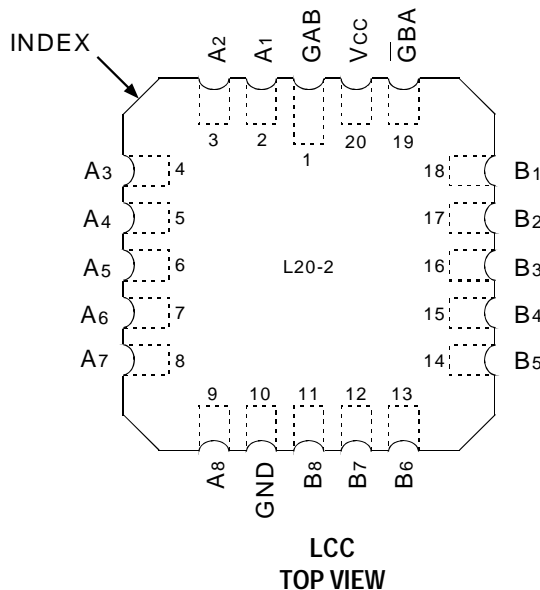 INDEX
A2 A1 GAB VCC G̅BA
3 2 1 20 19
A3 4 18 B1
A4 5 17 B2
A5 6 L20-2 16 B3
A6 7 15 B4
A7 8 14 B5
9 10 11 12 13
A8 GND B8 B7 B6
LCC
TOP VIEW